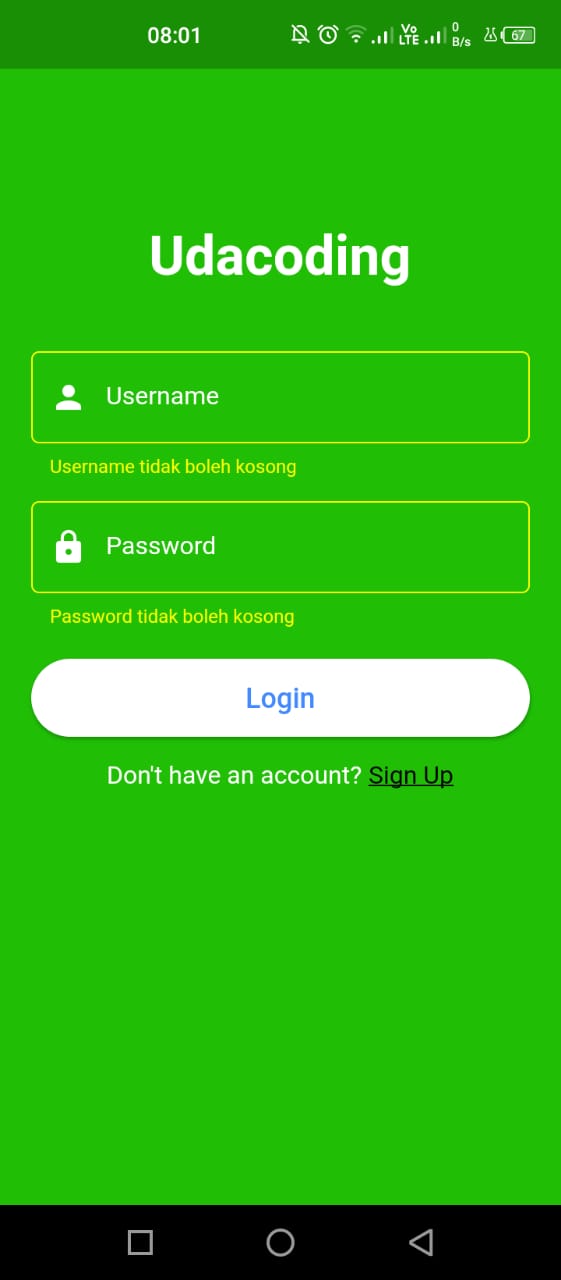 08:01 Vo LTE 0 B/s 67
Udacoding
Username
Username tidak boleh kosong
Password
Password tidak boleh kosong
Login
Don't have an account? Sign Up